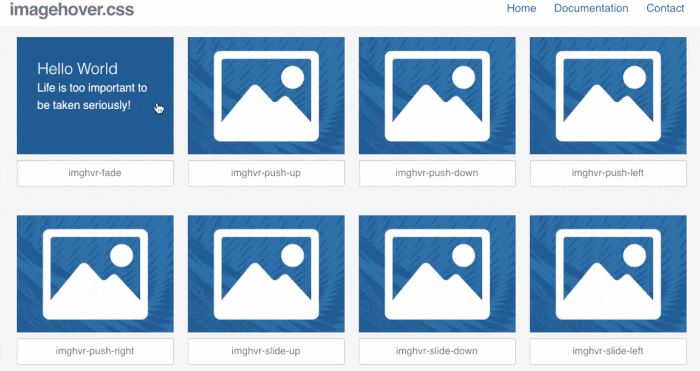 imagehover.css
Home Documentation Contact
Hello World
Life is too important to
be taken seriously!
imghvr-fade
imghvr-push-up
imghvr-push-down
imghvr-push-left
imghvr-push-right
imghvr-slide-up
imghvr-slide-down
imghvr-slide-left